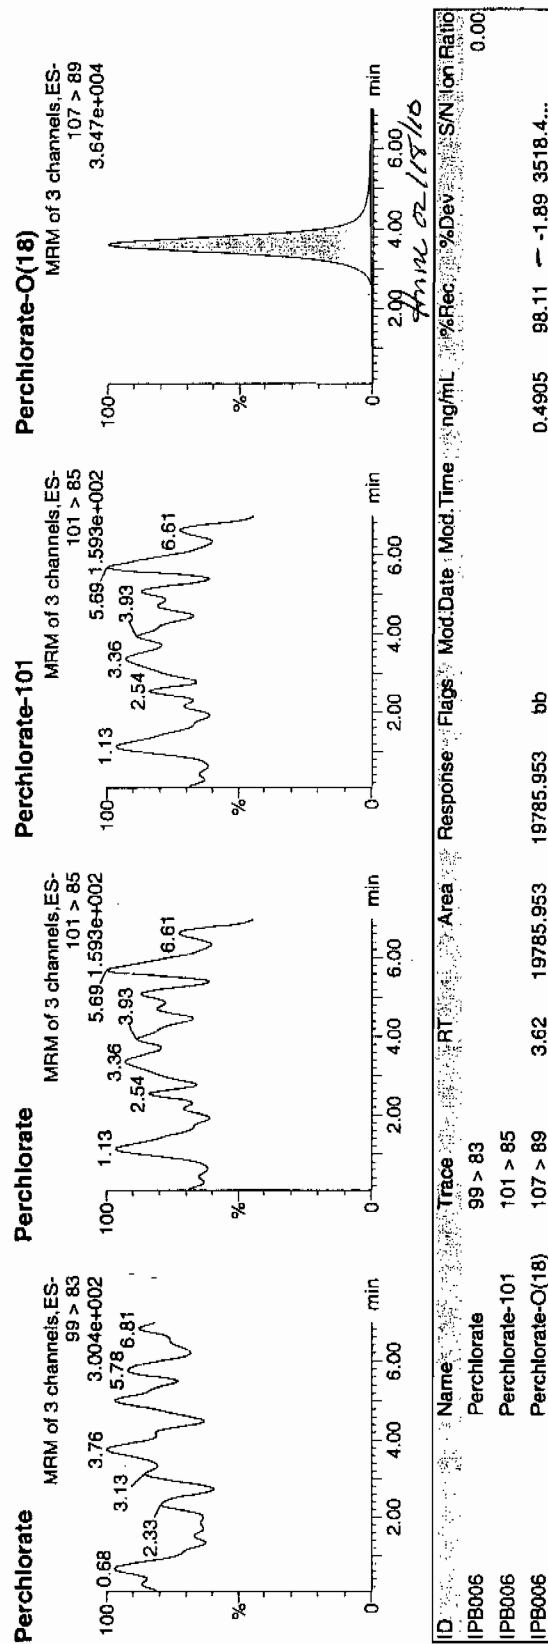 Perchlorate
MRM of 3 channels,ES-
99 > 83
3.004e+002
100
0.68
2.33
3.13
3.76
5.78
6.81
%
0
2.00
4.00
6.00
min
Perchlorate
MRM of 3 channels,ES-
101 > 85
5.69 1.593e+002
100
1.13
2.54
3.36
3.93
6.61
%
0
2.00
4.00
6.00
min
Perchlorate-101
MRM of 3 channels,ES-
101 > 85
5.69 1.593e+002
100
1.13
2.54
3.36
3.93
6.61
%
0
2.00
4.00
6.00
min
Perchlorate-O(18)
MRM of 3 channels,ES-
107 > 89
3.647e+004
100
%
0
2.00
4.00
6.00
min
02/18/10
ID Name Trace RT Area Response Flags Mod.Date Mod.Time ng/mL %Rec %Dev S/N Ion Ratio
IPB006 Perchlorate 99 > 83 0.00
IPB006 Perchlorate-101 101 > 85
IPB006 Perchlorate-O(18) 107 > 89 3.62 19785.953 19785.953 bb 0.4905 98.11 -1.89 3518.4...